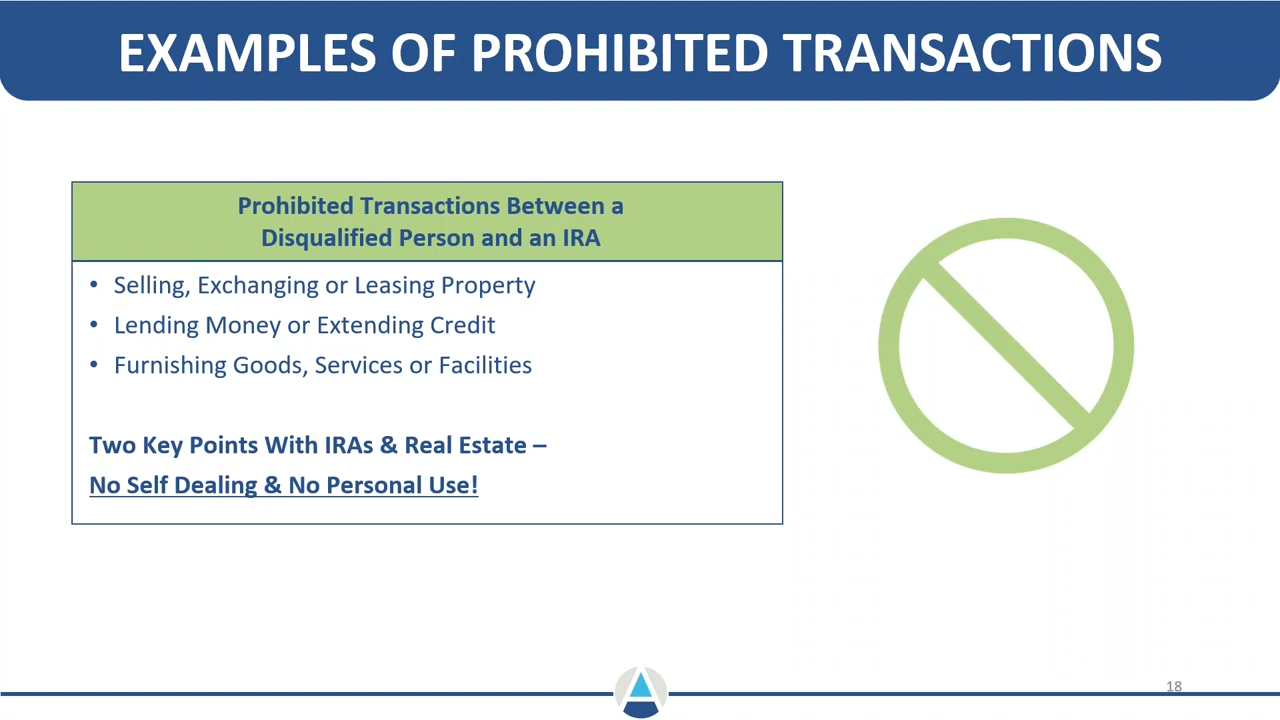 EXAMPLES OF PROHIBITED TRANSACTIONS
Prohibited Transactions Between a
Disqualified Person and an IRA
• Selling, Exchanging or Leasing Property
• Lending Money or Extending Credit
• Furnishing Goods, Services or Facilities
Two Key Points With IRAs & Real Estate –
No Self Dealing & No Personal Use!
18